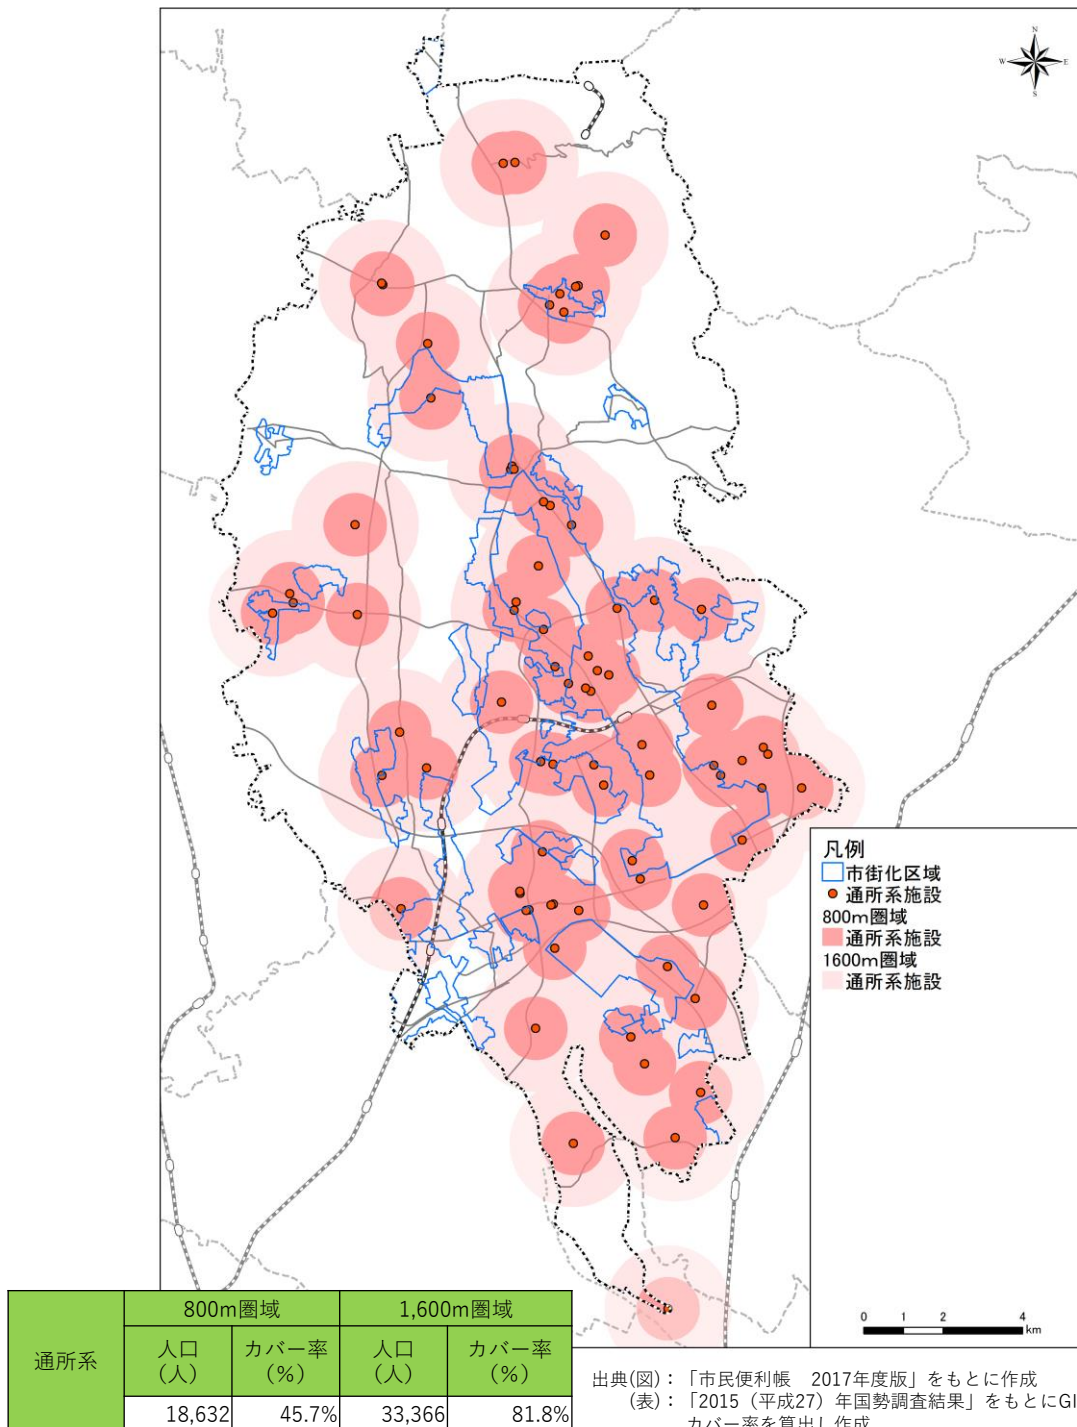 N
W E
S
凡例
市街化区域
通所系施設
800m圏域
通所系施設
1600m圏域
通所系施設
0 1 2 4
km
通所系
800m圏域 1,600m圏域
人口(人) カバー率(%) 人口(人) カバー率(%)
18,632 45.7% 33,366 81.8%
出典(図)：「市民便利帳 2017年度版」をもとに作成
(表)：「2015（平成27）年国勢調査結果」をもとにGI
カバー率を算出し作成